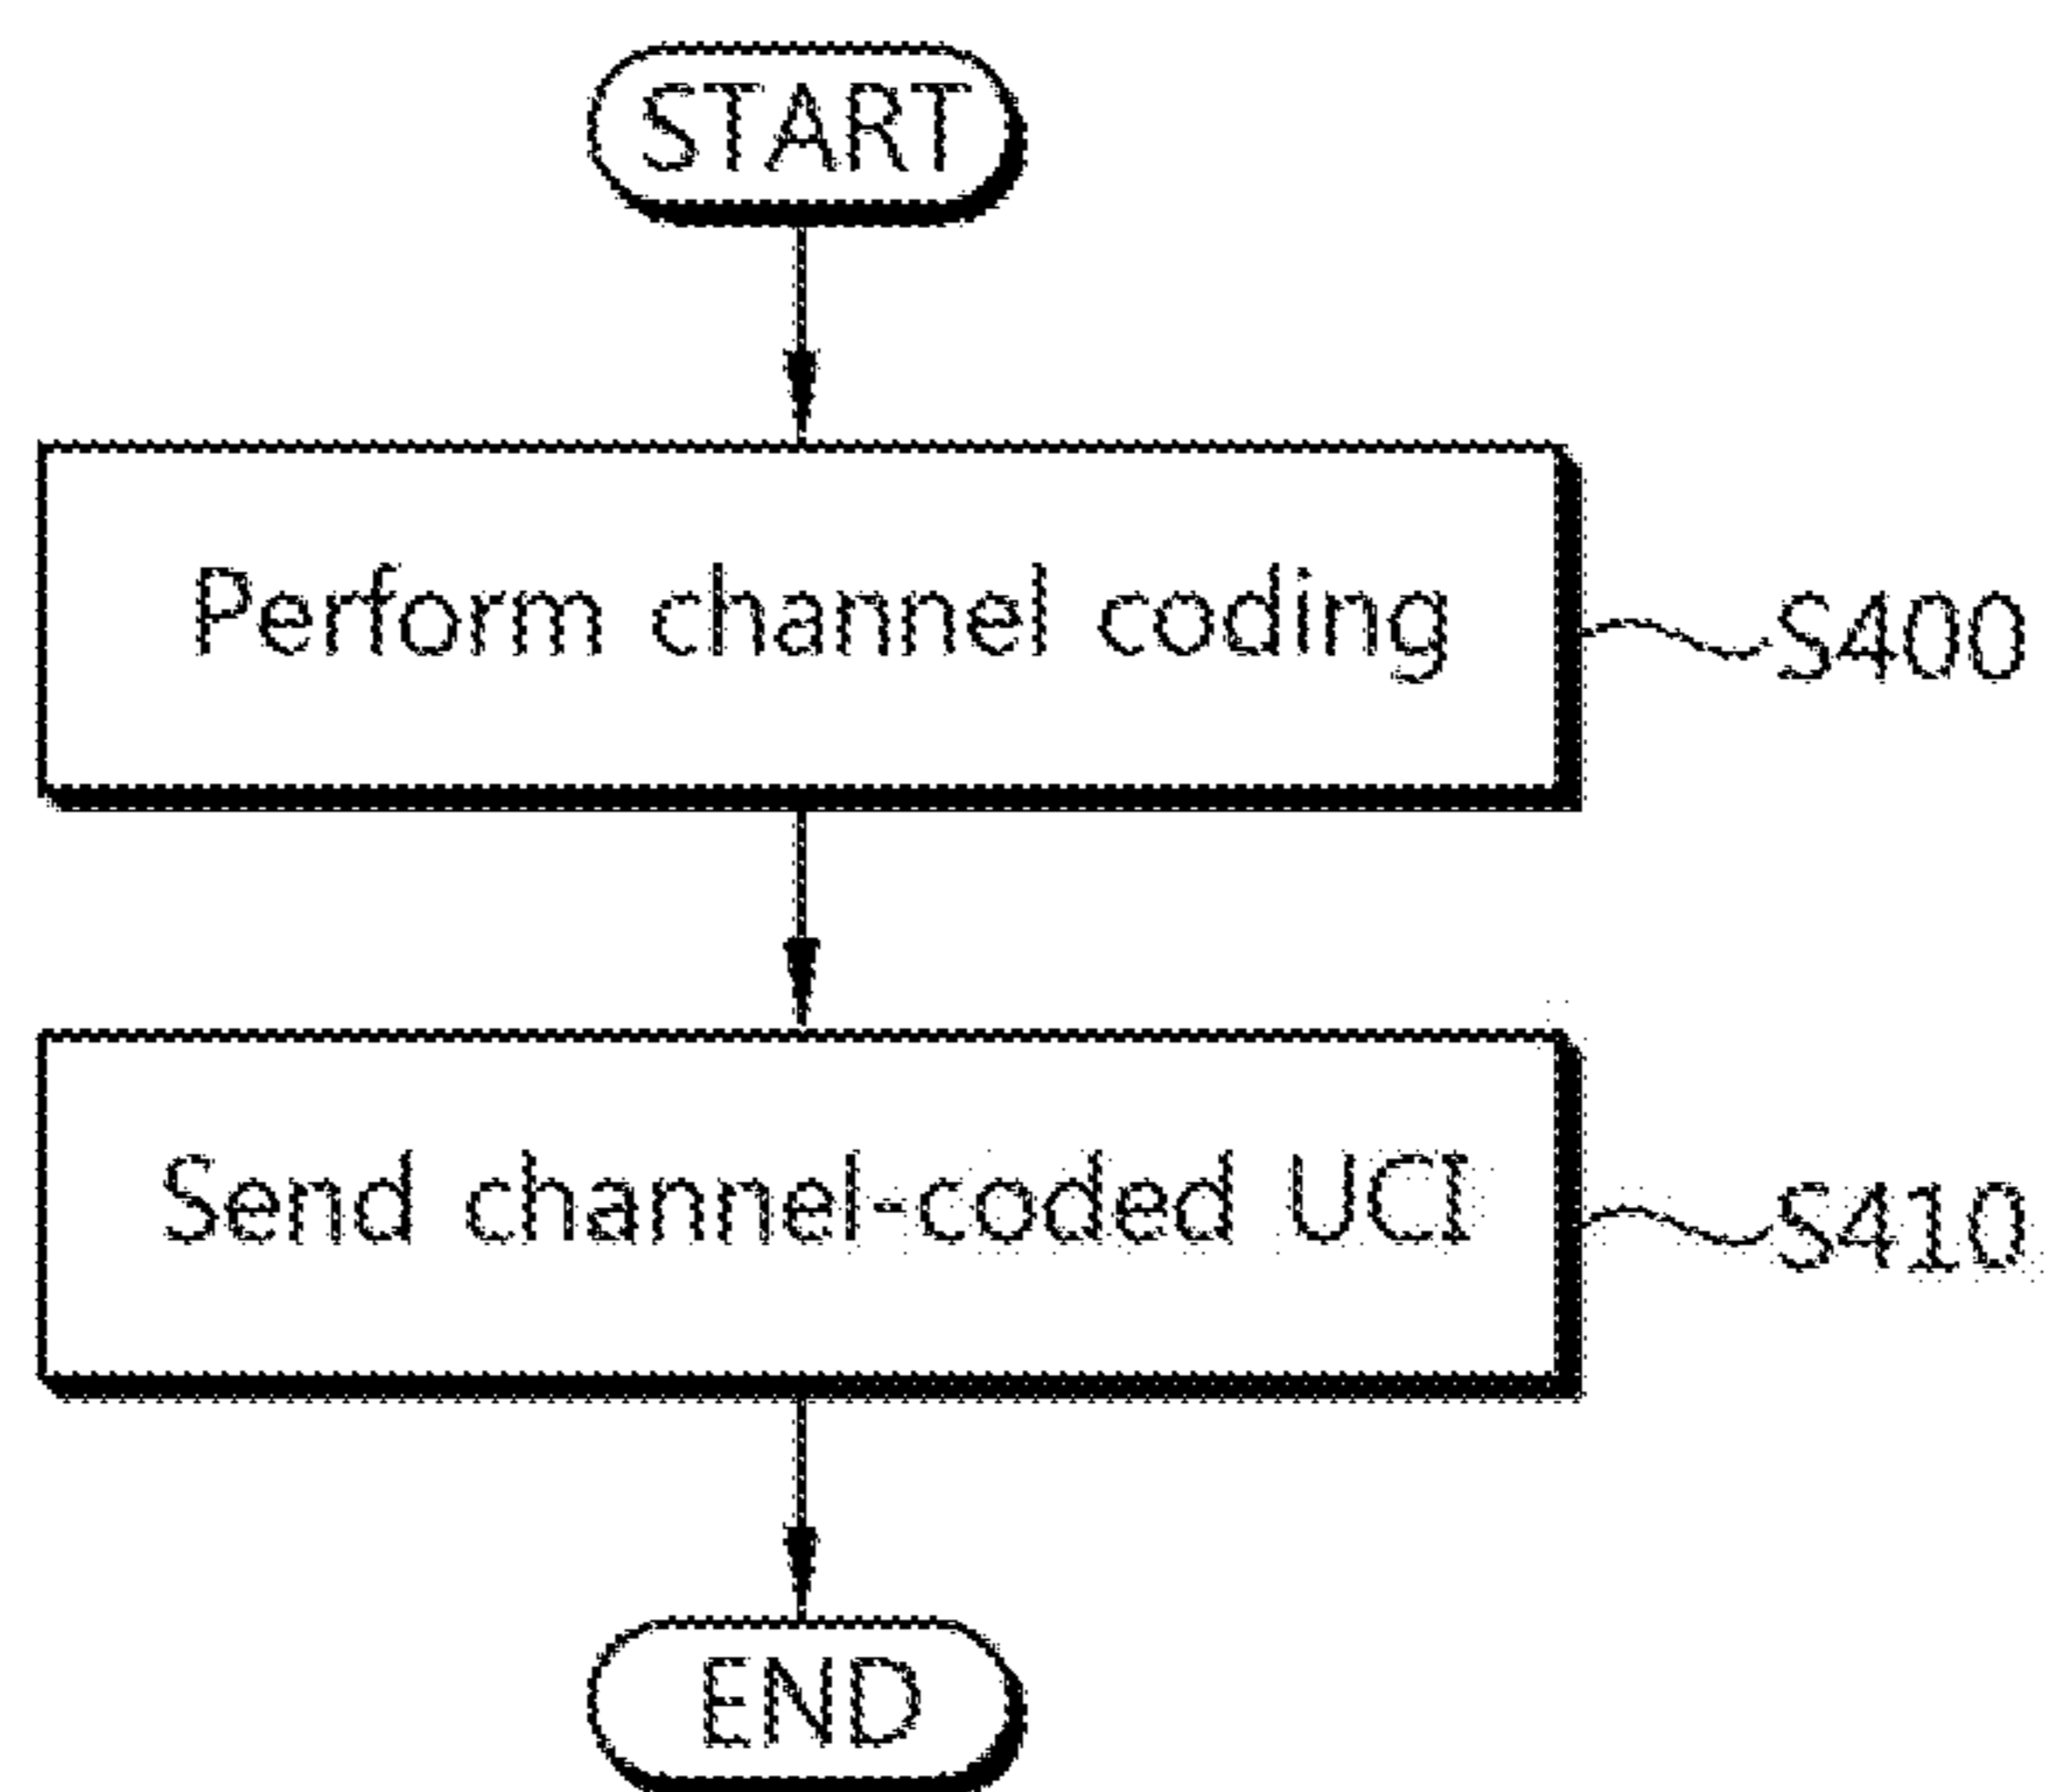 START
Perform channel coding
S400
Send channel-coded UCI
S410
END